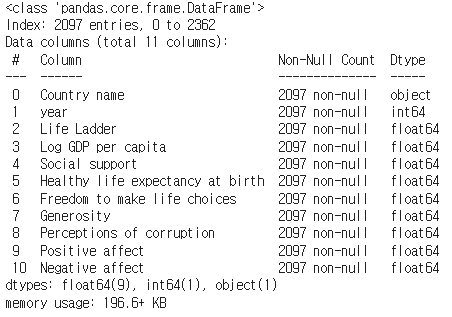 <class 'pandas.core.frame.DataFrame'>
Index: 2097 entries, 0 to 2362
Data columns (total 11 columns):
 #   Column                           Non-Null Count  Dtype
---  ------                           --------------  -----
 0   Country name                     2097 non-null   object
 1   year                             2097 non-null   int64
 2   Life Ladder                      2097 non-null   float64
 3   Log GDP per capita               2097 non-null   float64
 4   Social support                   2097 non-null   float64
 5   Healthy life expectancy at birth 2097 non-null   float64
 6   Freedom to make life choices     2097 non-null   float64
 7   Generosity                       2097 non-null   float64
 8   Perceptions of corruption        2097 non-null   float64
 9   Positive affect                  2097 non-null   float64
 10  Negative affect                  2097 non-null   float64
dtypes: float64(9), int64(1), object(1)
memory usage: 196.6+ KB